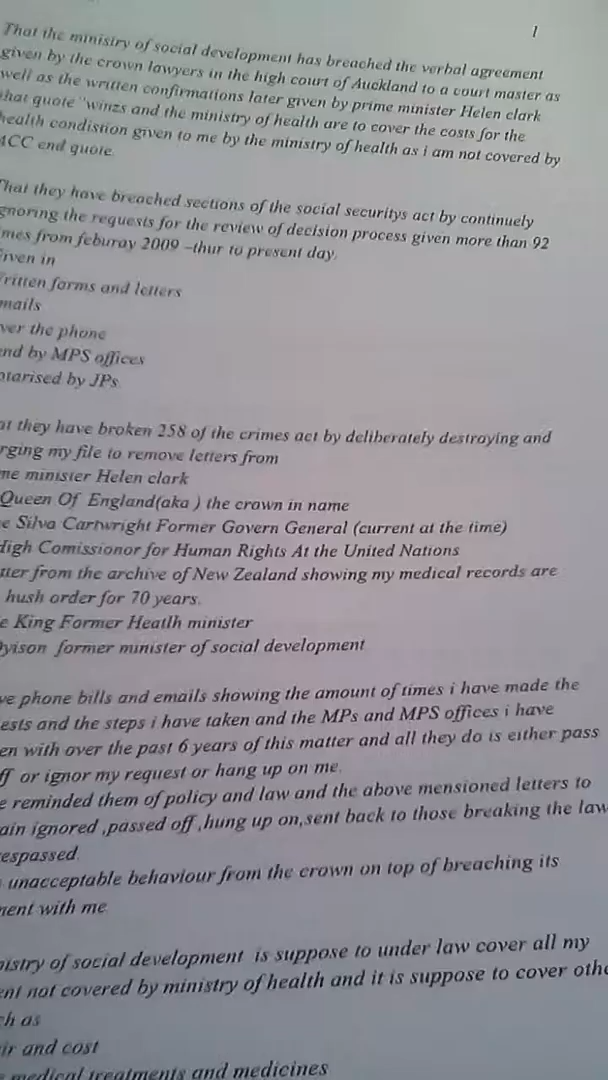 1
That the ministry of social development has breached the verbal agreement
given by the crown lawyers in the high court of Auckland to a court master as
well as the written confirmations later given by prime minister Helen clark
that quote "winzs and the ministry of health are to cover the costs for the
health condistion given to me by the ministry of health as i am not covered by
ACC end quote.
That they have breached sections of the social securitys act by continuely
gnoring the requests for the review of decision process given more than 92
mes from feburay 2009 –thur to present day.
iven in
ritten forms and letters
mails
ver the phone
nd by MPS offices
otarised by JPs
at they have broken 258 of the crimes act by deliberately destroying and
rging my file to remove letters from
me minister Helen clark
Queen Of England(aka ) the crown in name
e Silva Cartwright Former Govern General (current at the time)
High Comissionor for Human Rights At the United Nations
tter from the archive of New Zealand showing my medical records are
hush order for 70 years.
e King Former Heatlh minister
yison former minister of social development
ve phone bills and emails showing the amount of times i have made the
ests and the steps i have taken and the MPs and MPS offices i have
en with over the past 6 years of this matter and all they do is either pass
ff or ignor my request or hang up on me.
e reminded them of policy and law and the above mensioned letters to
ain ignored ,passed off ,hung up on,sent back to those breaking the law
respassed.
unacceptable behaviour from the crown on top of breaching its
ment with me.
nistry of social development is suppose to under law cover all my
ent not covered by ministry of health and it is suppose to cover othe
ch as
ir and cost
medical treatments and medicines